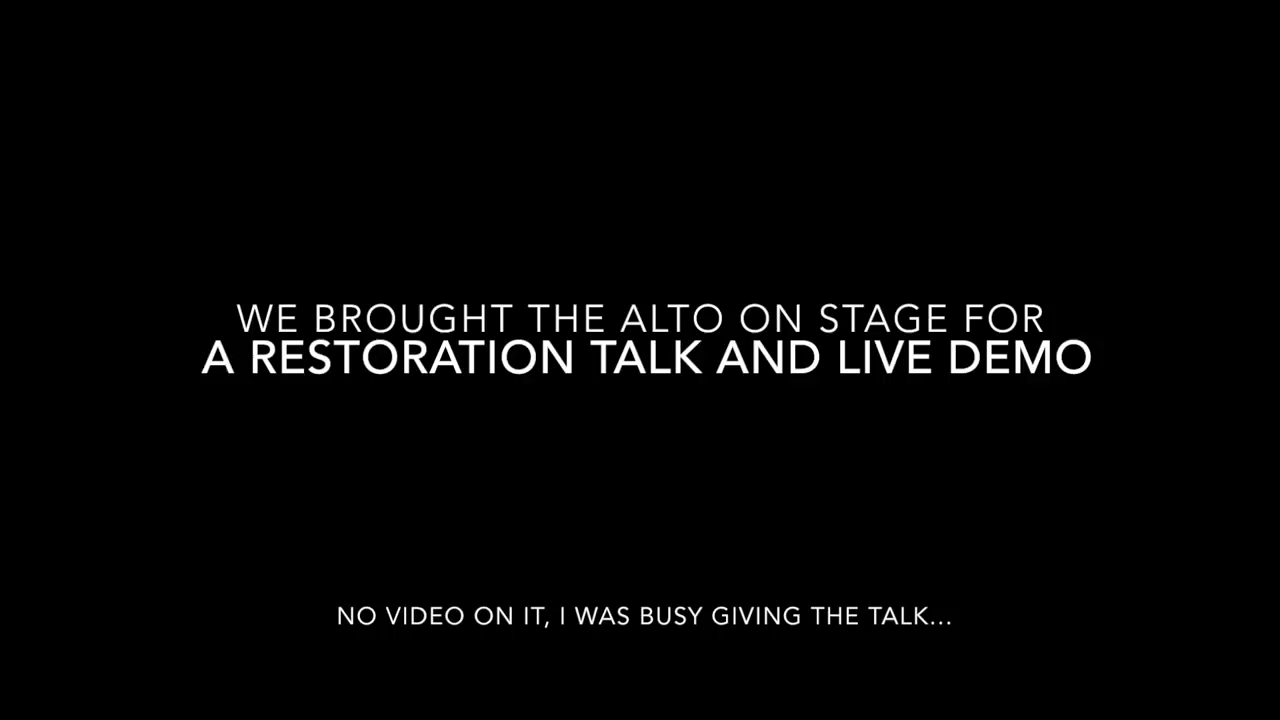 WE BROUGHT THE ALTO ON STAGE FOR
A RESTORATION TALK AND LIVE DEMO
NO VIDEO ON IT, I WAS BUSY GIVING THE TALK...